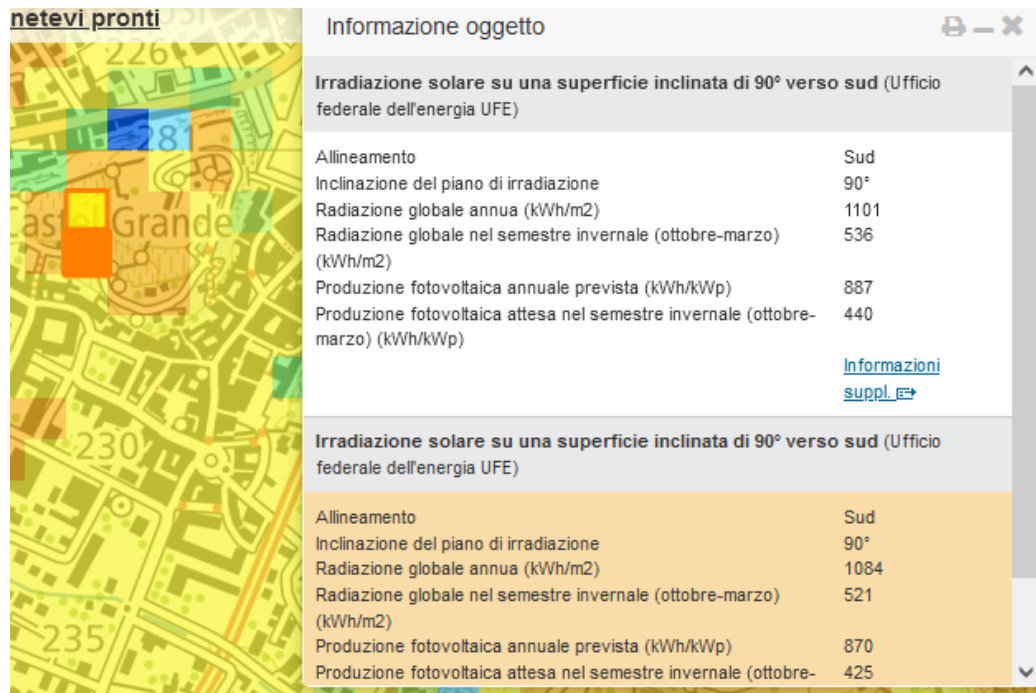 netevi pronti
226
281
Castel Grande
230
235
Informazione oggetto
Irradiazione solare su una superficie inclinata di 90° verso sud (Ufficio
federale dell'energia UFE)
Allineamento Sud
Inclinazione del piano di irradiazione 90°
Radiazione globale annua (kWh/m2) 1101
Radiazione globale nel semestre invernale (ottobre-marzo) 536
(kWh/m2)
Produzione fotovoltaica annuale prevista (kWh/kWp) 887
Produzione fotovoltaica attesa nel semestre invernale (ottobre- 440
marzo) (kWh/kWp)
Informazioni
suppl.
Irradiazione solare su una superficie inclinata di 90° verso sud (Ufficio
federale dell'energia UFE)
Allineamento Sud
Inclinazione del piano di irradiazione 90°
Radiazione globale annua (kWh/m2) 1084
Radiazione globale nel semestre invernale (ottobre-marzo) 521
(kWh/m2)
Produzione fotovoltaica annuale prevista (kWh/kWp) 870
Produzione fotovoltaica attesa nel semestre invernale (ottobre- 425